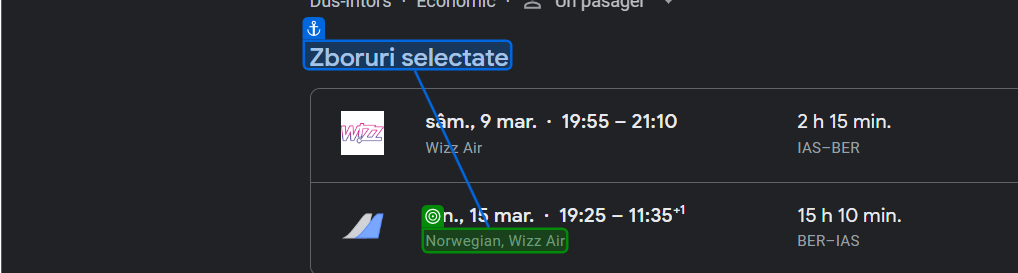 Dus-întors · Economic · Un pasager
Zboruri selectate
WIZZ
sâm., 9 mar. · 19:55 – 21:10
2 h 15 min.
Wizz Air
IAS–BER
n., 15 mar. · 19:25 – 11:35+1
15 h 10 min.
Norwegian, Wizz Air
BER–IAS